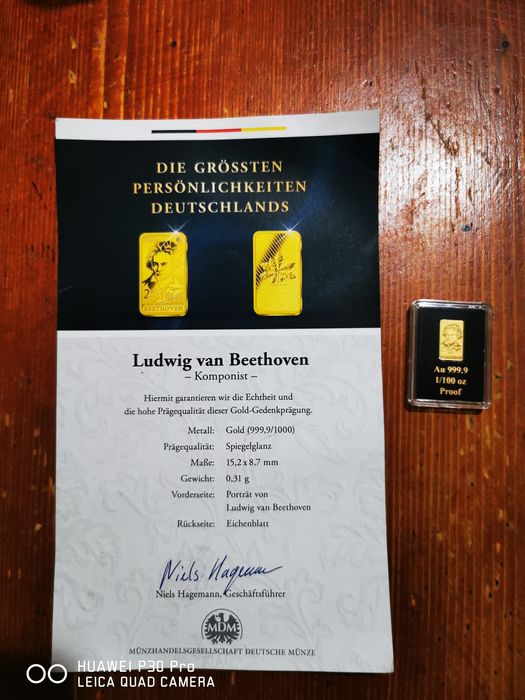 DIE GRÖSSTEN
PERSÖNLICHKEITEN
DEUTSCHLANDS
2
BEETHOVEN
Ludwig van Beethoven
– Komponist –
Hiermit garantieren wir die Echtheit und
die hohe Prägequalität dieser Gold-Gedenkprägung.
Metall: Gold (999,9/1000)
Prägequalität: Spiegelglanz
Maße: 15,2 x 8,7 mm
Gewicht: 0,31 g
Vorderseite: Porträt von
Ludwig van Beethoven
Rückseite: Eichenblatt
Niels Hagemann
Niels Hagemann, Geschäftsführer
MDM
MÜNZHANDELSGESELLSCHAFT DEUTSCHE MÜNZE
Au 999.9
1/100 oz
Proof
HUAWEI P30 Pro
LEICA QUAD CAMERA